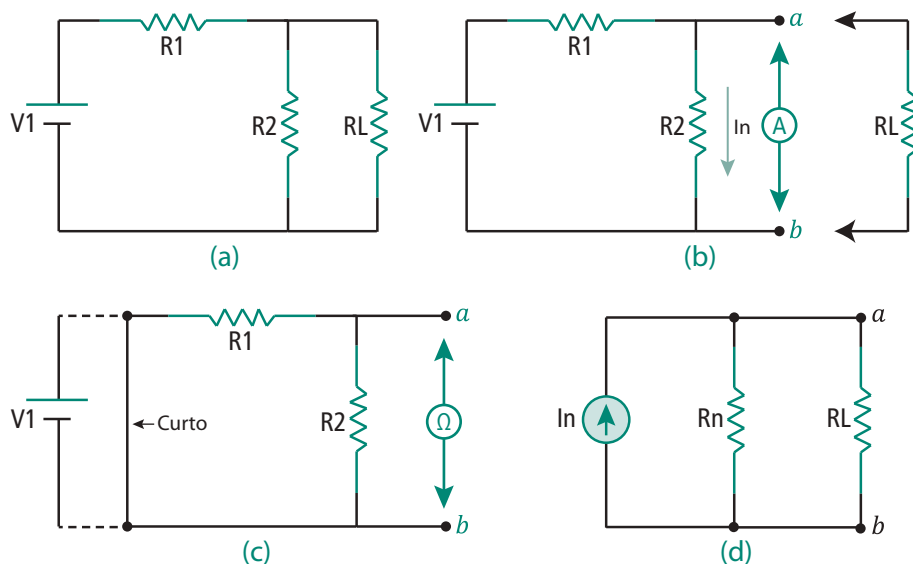 R1
V1
R2
RL
(a)
R1
a
V1
R2
In
A
RL
b
(b)
R1
a
V1
Curto
R2
Ω
b
(c)
a
In
Rn
RL
b
(d)